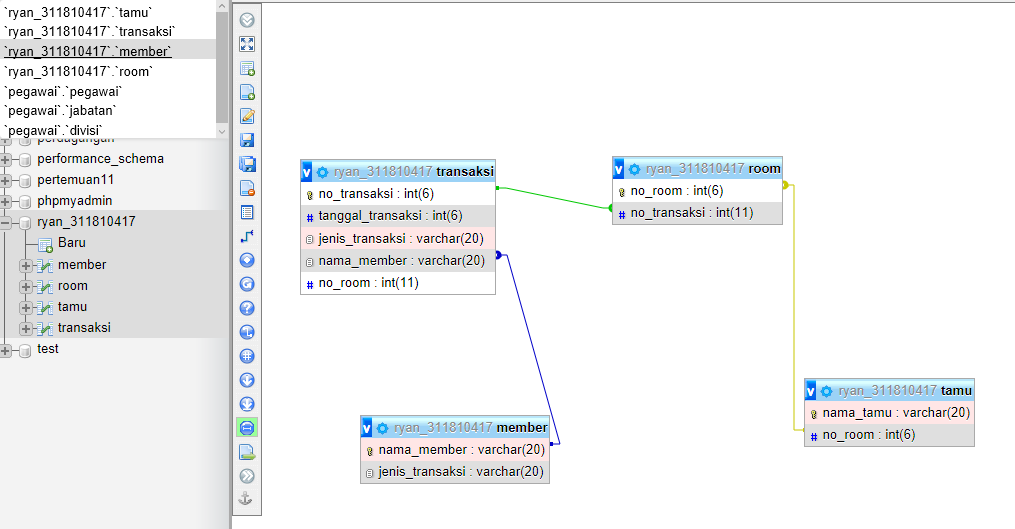 `ryan_311810417`.`tamu`
`ryan_311810417`.`transaksi`
`ryan_311810417`.`member`
`ryan_311810417`.`room`
`pegawai`.`pegawai`
`pegawai`.`jabatan`
`pegawai`.`divisi`
performance_schema
pertemuan11
phpmyadmin
ryan_311810417
Baru
member
room
tamu
transaksi
test
v ryan_311810417 transaksi
no_transaksi : int(6)
# tanggal_transaksi : int(6)
jenis_transaksi : varchar(20)
nama_member : varchar(20)
# no_room : int(11)
v ryan_311810417 room
no_room : int(6)
# no_transaksi : int(11)
v ryan_311810417 member
nama_member : varchar(20)
jenis_transaksi : varchar(20)
v ryan_311810417 tamu
nama_tamu : varchar(20)
# no_room : int(6)